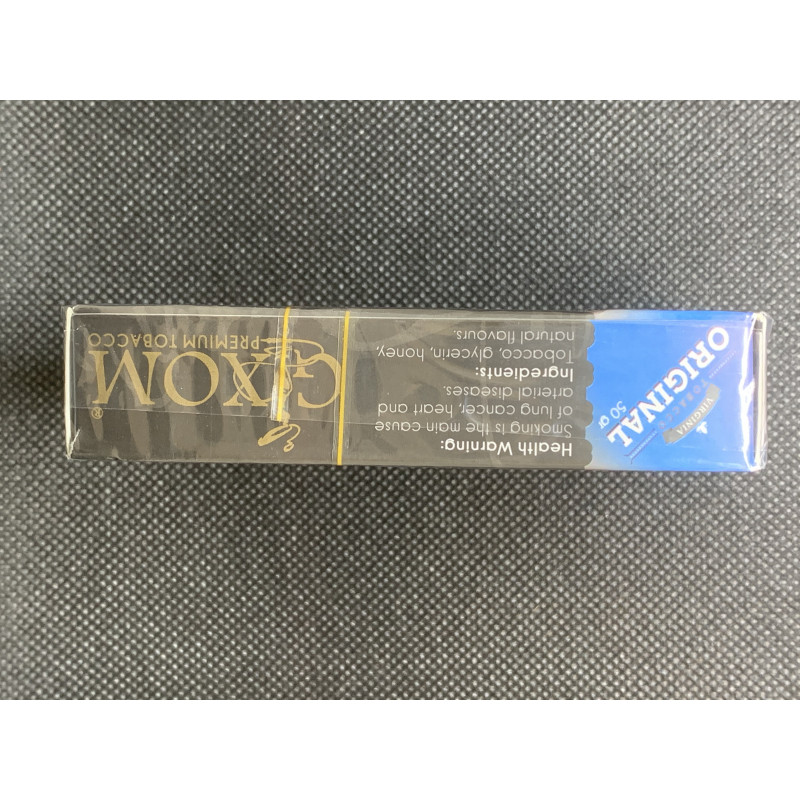 GIXOM®
PREMIUM TOBACCO
Health Warning:
Smoking is the main cause
of lung cancer, heart and
arterial diseases.
Ingredients:
Tobacco, glycerin, honey,
natural flavours.
VIRGINIA
TOBACCO
ORIGINAL
50 gr